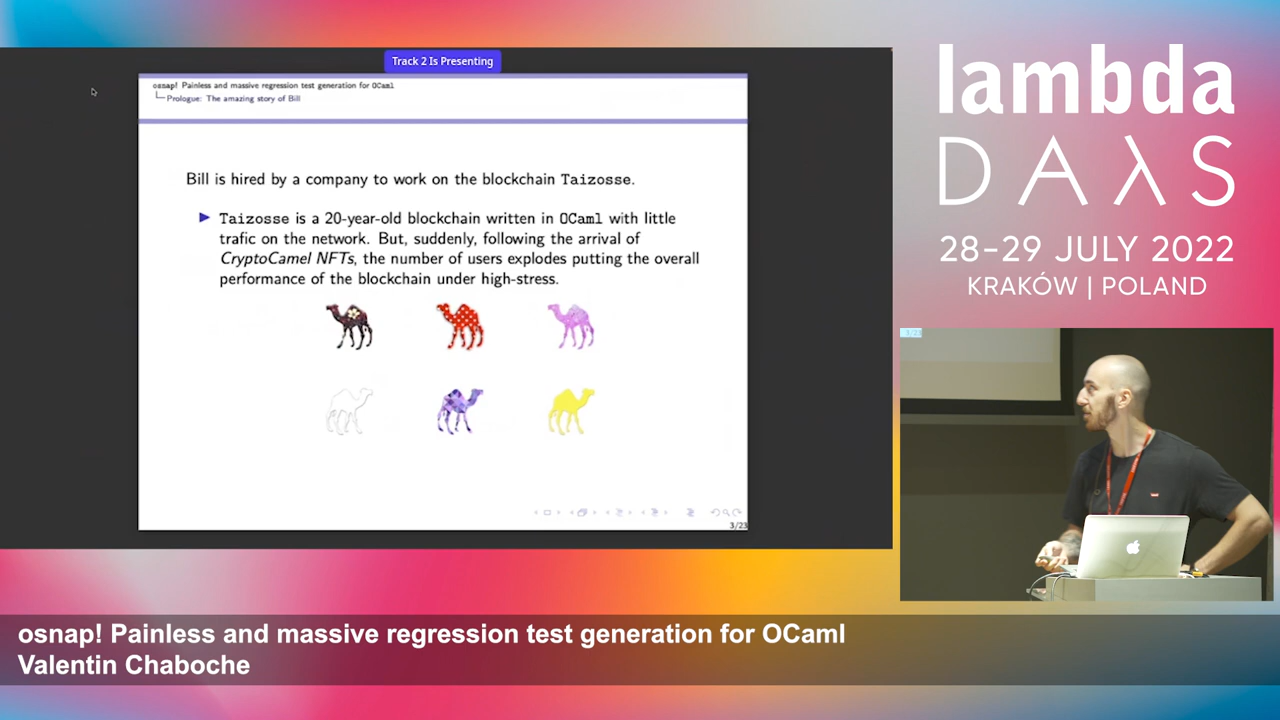 Track 2 Is Presenting
osnap! Painless and massive regression test generation for OCaml
Prologue: The amazing story of Bill
Bill is hired by a company to work on the blockchain Taizosse.
Taizosse is a 20-year-old blockchain written in OCaml with little
trafic on the network. But, suddenly, following the arrival of
CryptoCamel NFTs, the number of users explodes putting the overall
performance of the blockchain under high-stress.
3/23
lambda
DAλS
28–29 JULY 2022
KRAKÓW | POLAND
3/23
osnap! Painless and massive regression test generation for OCaml
Valentin Chaboche